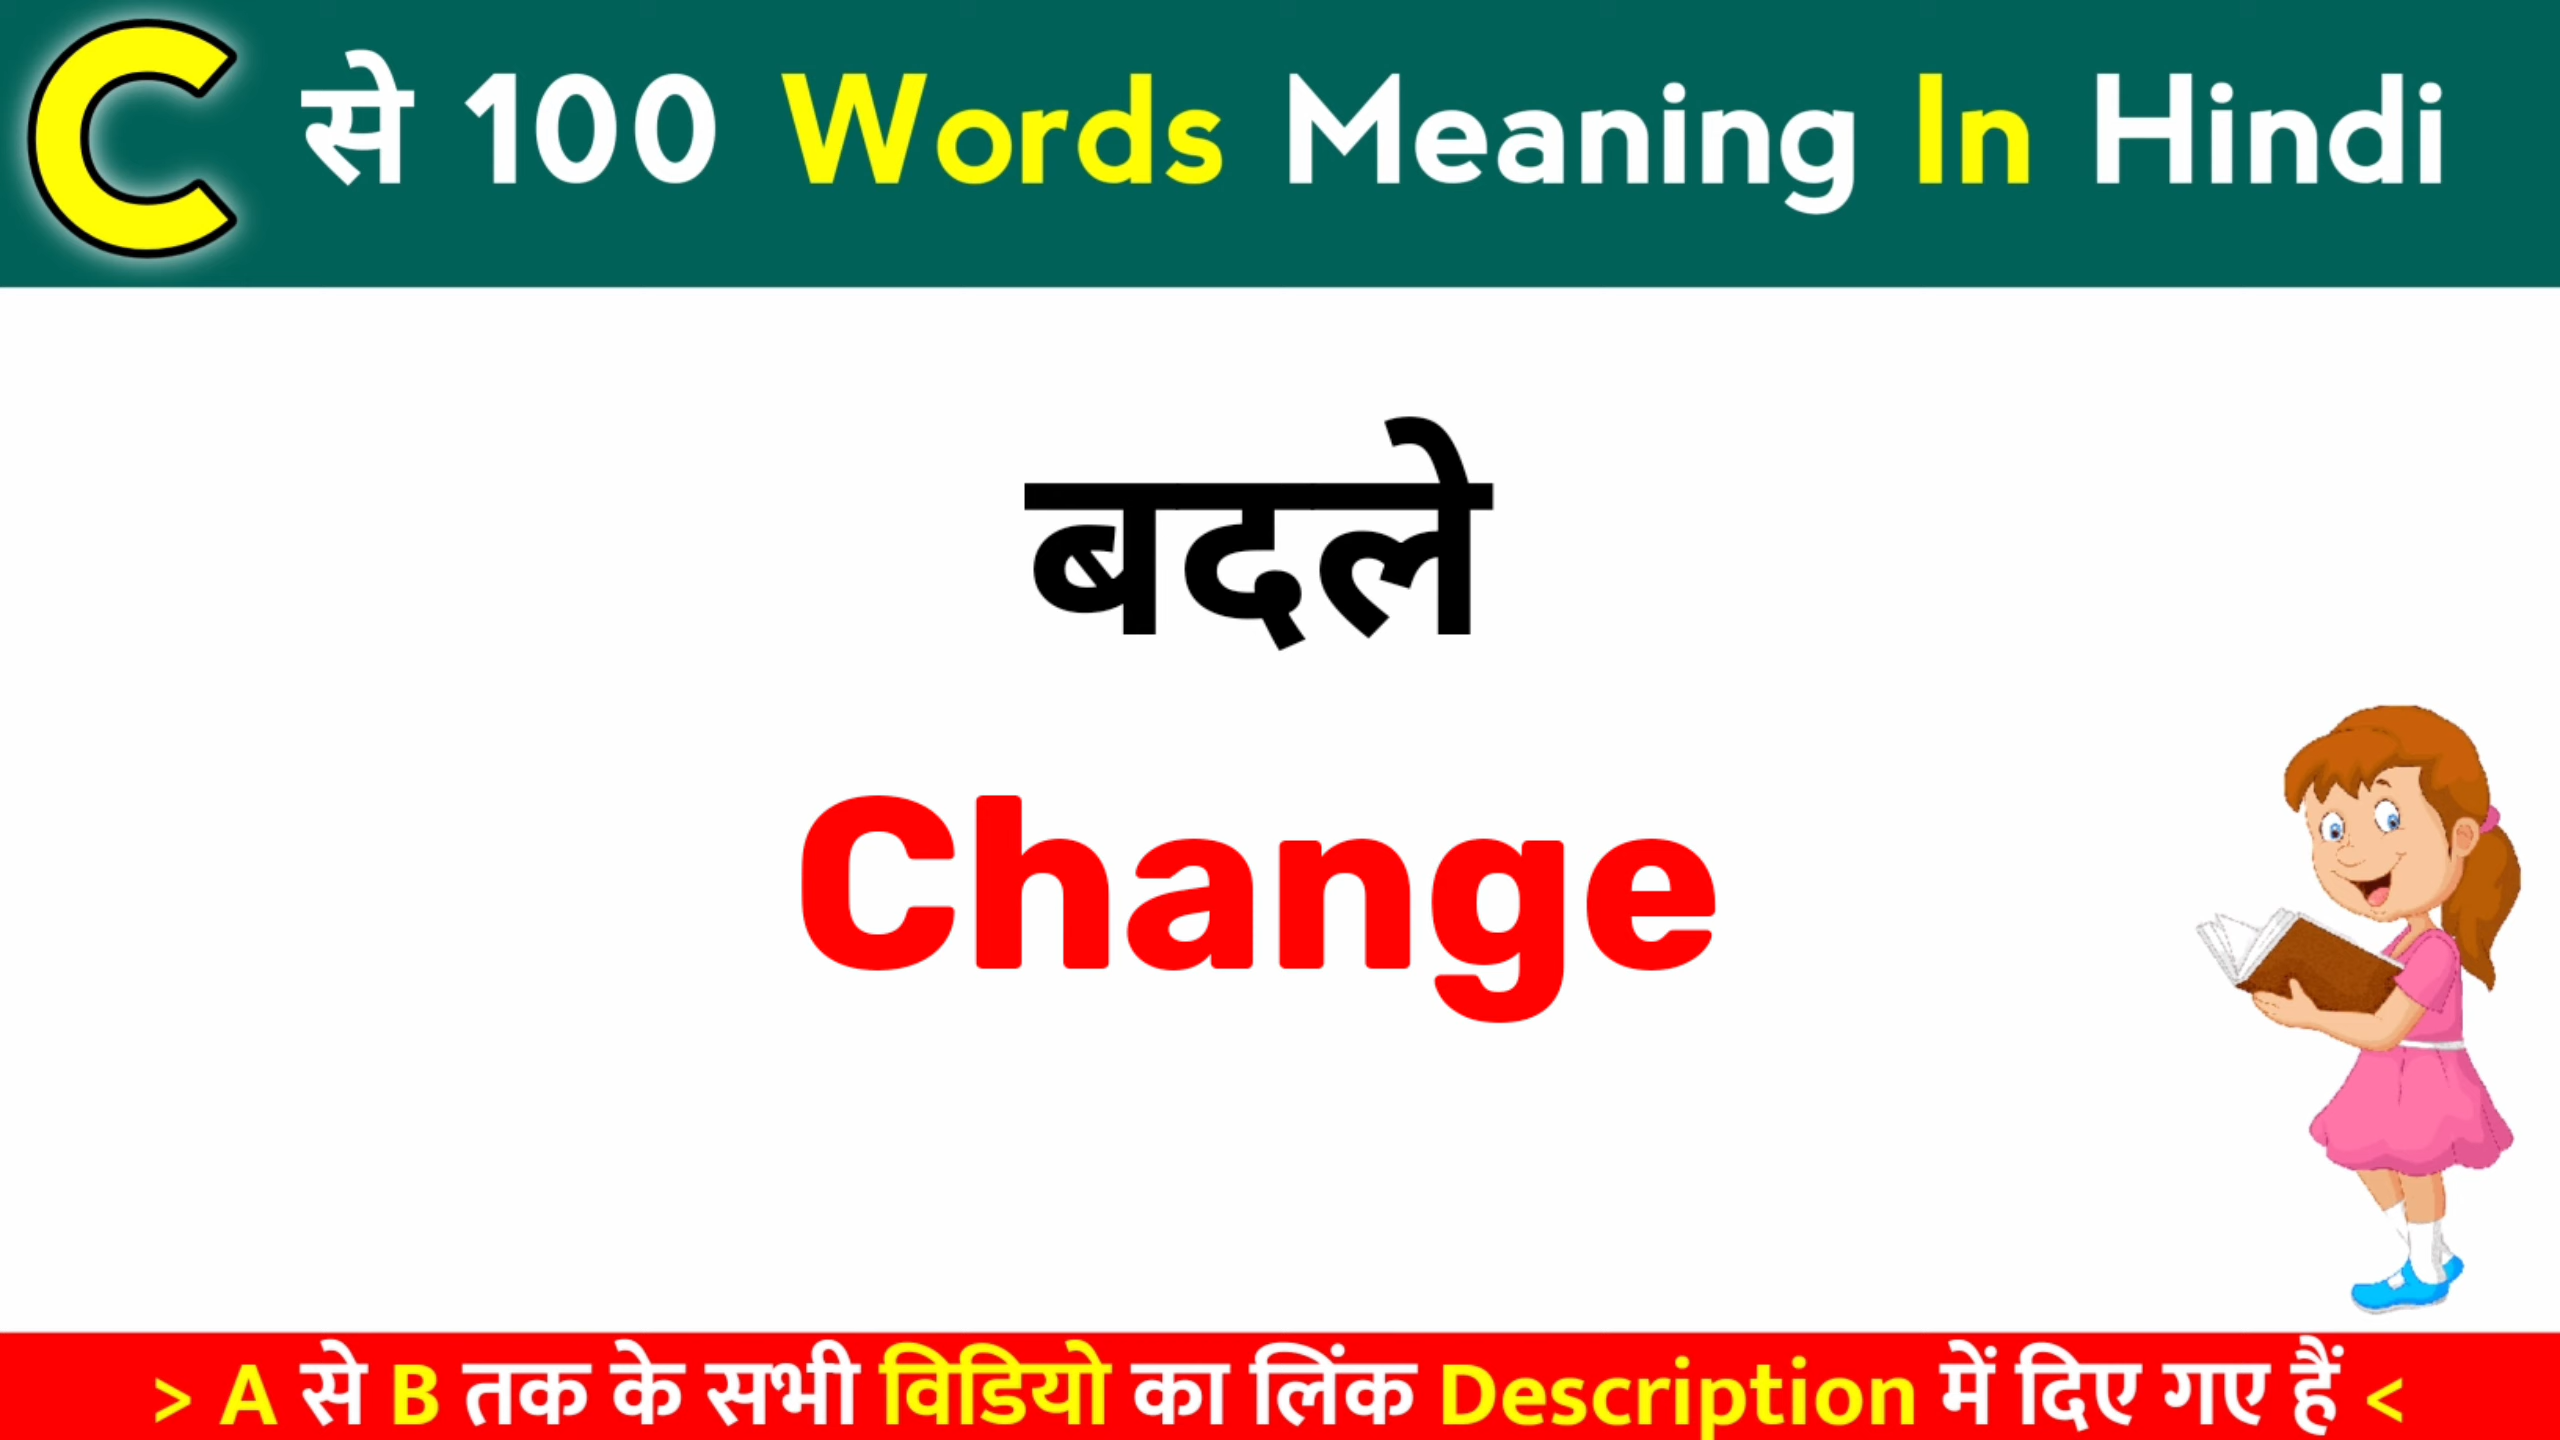 C से 100 Words Meaning In Hindi
बदले
Change
> A से B तक के सभी विडियो का लिंक Description में दिए गए हैं <